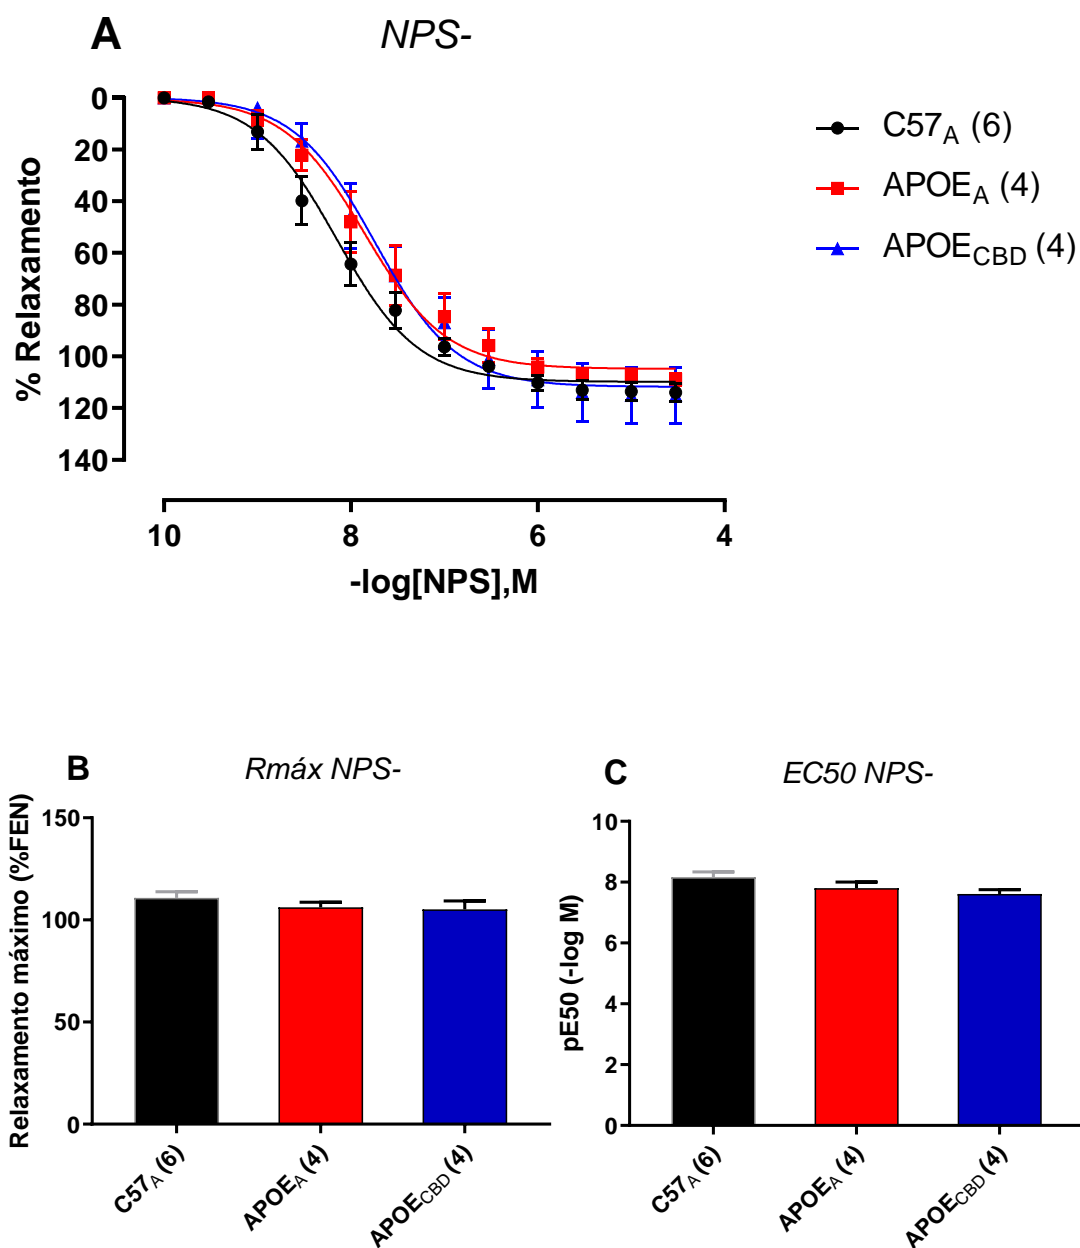 A
NPS-
% Relaxamento
0
20
40
60
80
100
120
140
10
8
6
4
-log[NPS],M
C57A (6)
APOEA (4)
APOECBD (4)
B
Rmáx NPS-
Relaxamento máximo (%FEN)
150
100
50
0
C57A (6)
APOEA (4)
APOECBD (4)
C
EC50 NPS-
pE50 (-log M)
10
8
6
4
2
0
C57A (6)
APOEA (4)
APOECBD (4)